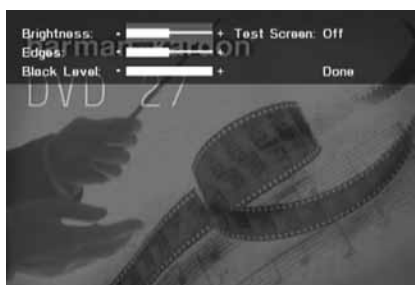 Brightness: - + Test Screen: Off
harman/kardon
Edges: - +
Black Level: - + Done
DVD 27